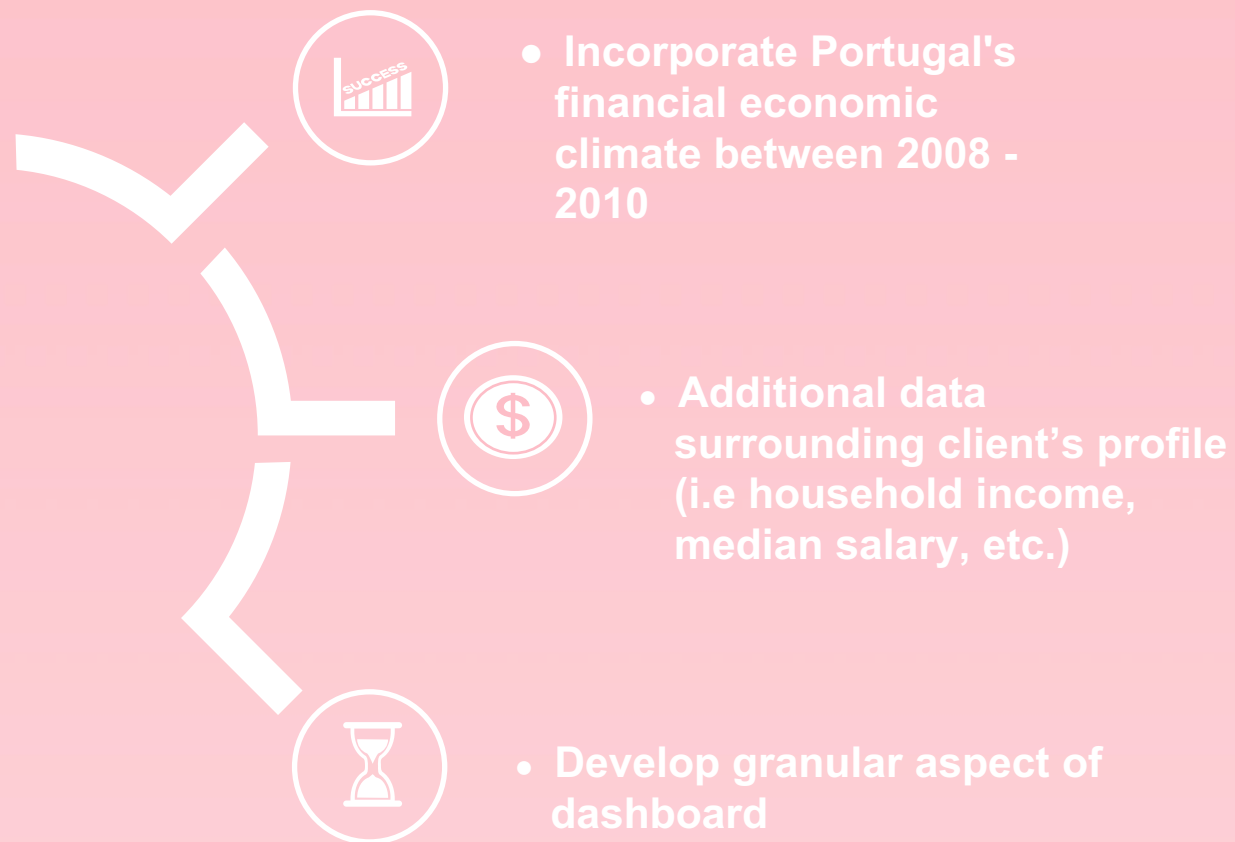 SUCCESS
● Incorporate Portugal's
financial economic
climate between 2008 -
2010
$
● Additional data
surrounding client’s profile
(i.e household income,
median salary, etc.)
● Develop granular aspect of
dashboard